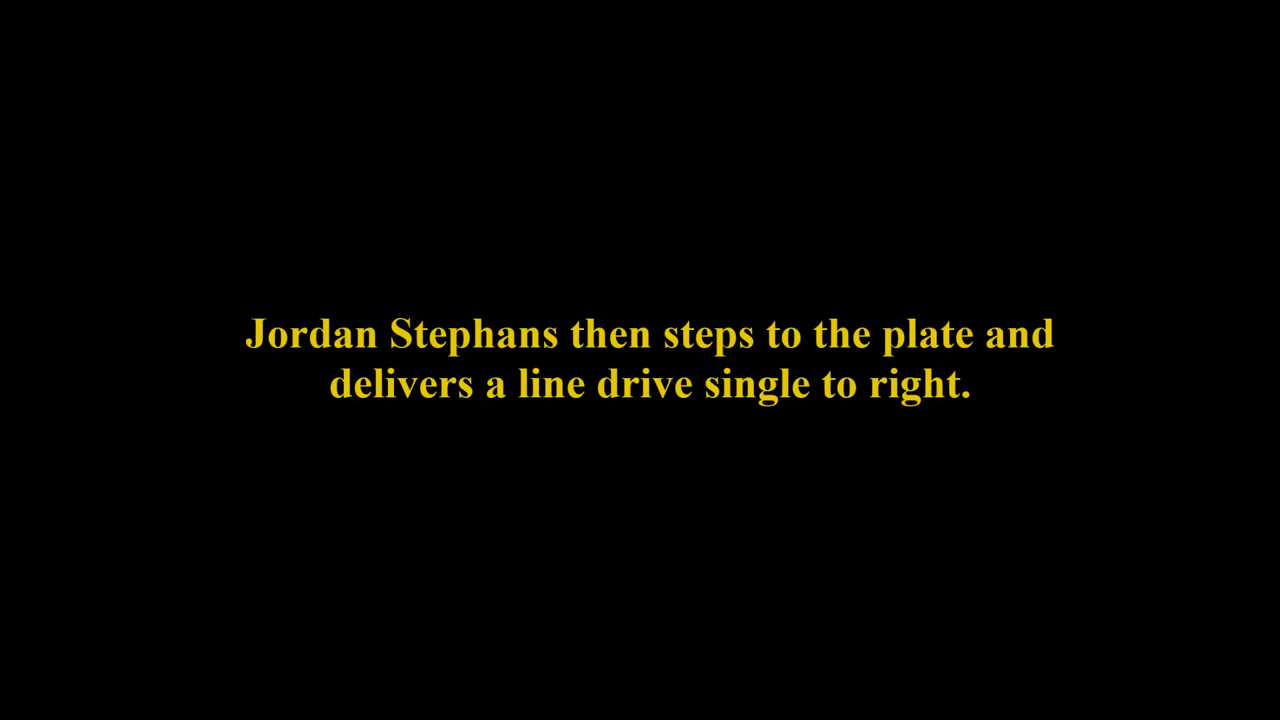 Jordan Stephans then steps to the plate and
delivers a line drive single to right.